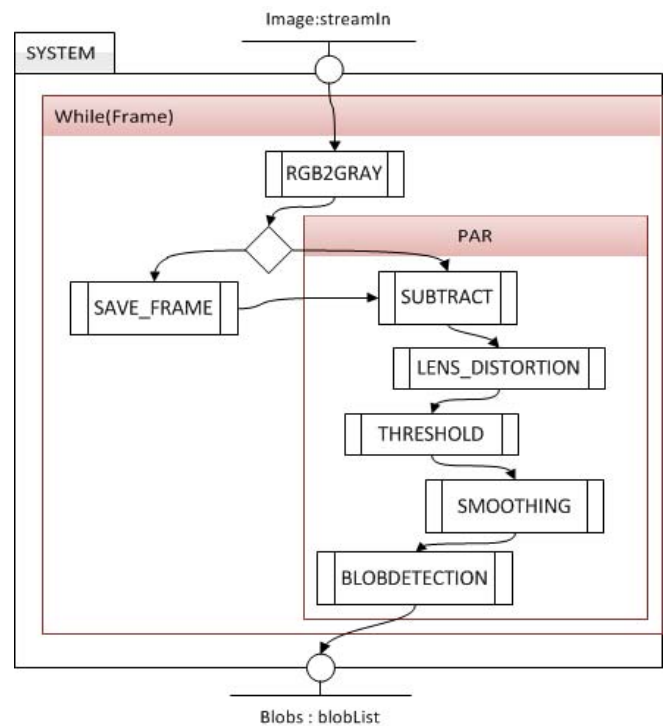 Image:streamIn
SYSTEM
While(Frame)
RGB2GRAY
PAR
SAVE_FRAME
SUBTRACT
LENS_DISTORTION
THRESHOLD
SMOOTHING
BLOBDETECTION
Blobs : blobList